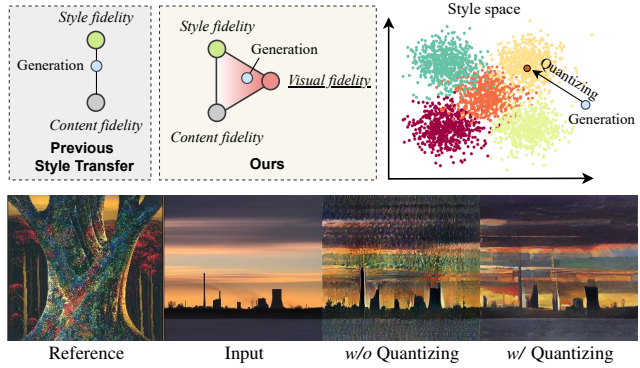 Style fidelity
Generation
Content fidelity
Previous
Style Transfer
Style fidelity
Generation
Visual fidelity
Content fidelity
Ours
Style space
Quantizing
Generation
Reference
Input
w/o Quantizing
w/ Quantizing